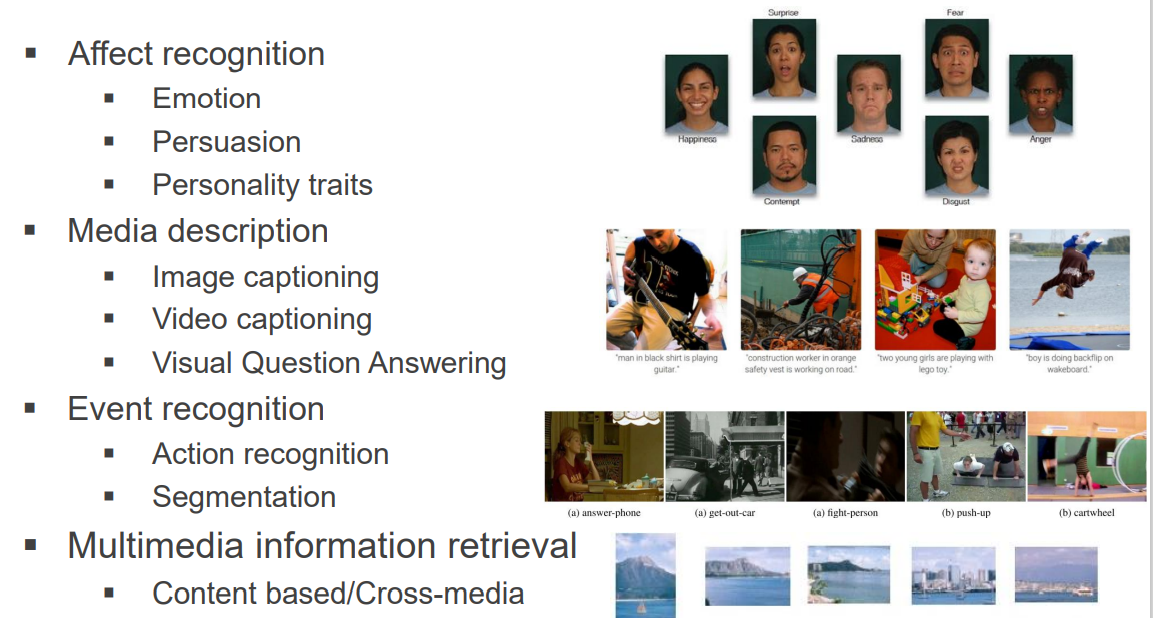 Affect recognition
Emotion
Persuasion
Personality traits
Media description
Image captioning
Video captioning
Visual Question Answering
Event recognition
Action recognition
Segmentation
Multimedia information retrieval
Content based/Cross-media
Surprise
Fear
Happiness
Sadness
Anger
Contempt
Disgust
"man in black shirt is playing
guitar."
"construction worker in orange
safety vest is working on road."
"two young girls are playing with
lego toy."
"boy is doing backflip on
wakeboard."
(a) answer-phone
(a) get-out-car
(a) fight-person
(b) push-up
(b) cartwheel